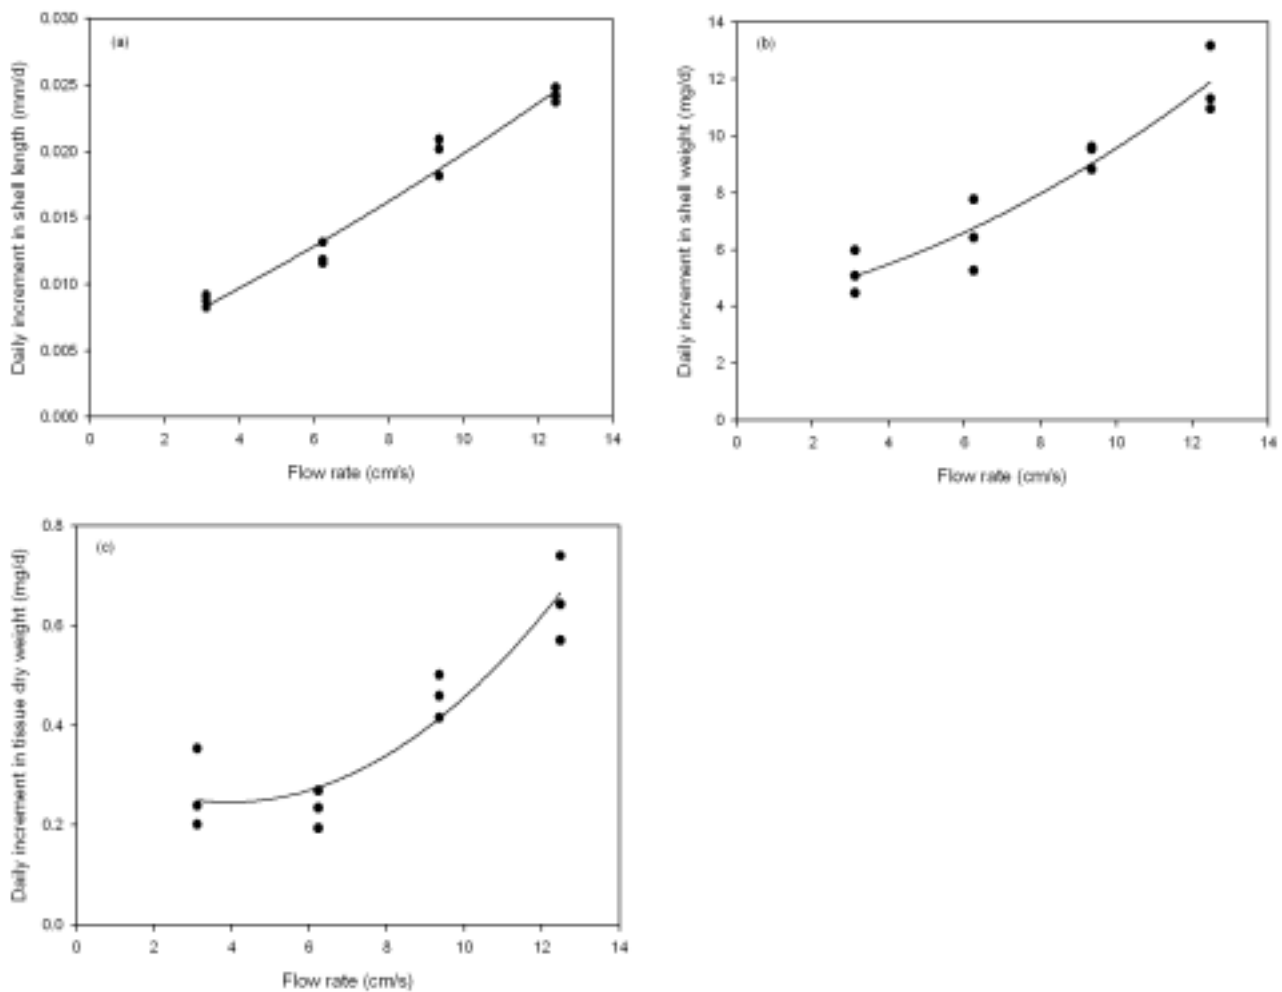 (a)
Daily increment in shell length (mm/d)
0.030
0.025
0.020
0.015
0.010
0.005
0.000
0 2 4 6 8 10 12 14
Flow rate (cm/s)
(b)
Daily increment in shell weight (mg/d)
14
12
10
8
6
4
2
0
0 2 4 6 8 10 12 14
Flow rate (cm/s)
(c)
Daily increment in tissue dry weight (mg/d)
0.8
0.6
0.4
0.2
0.0
0 2 4 6 8 10 12 14
Flow rate (cm/s)